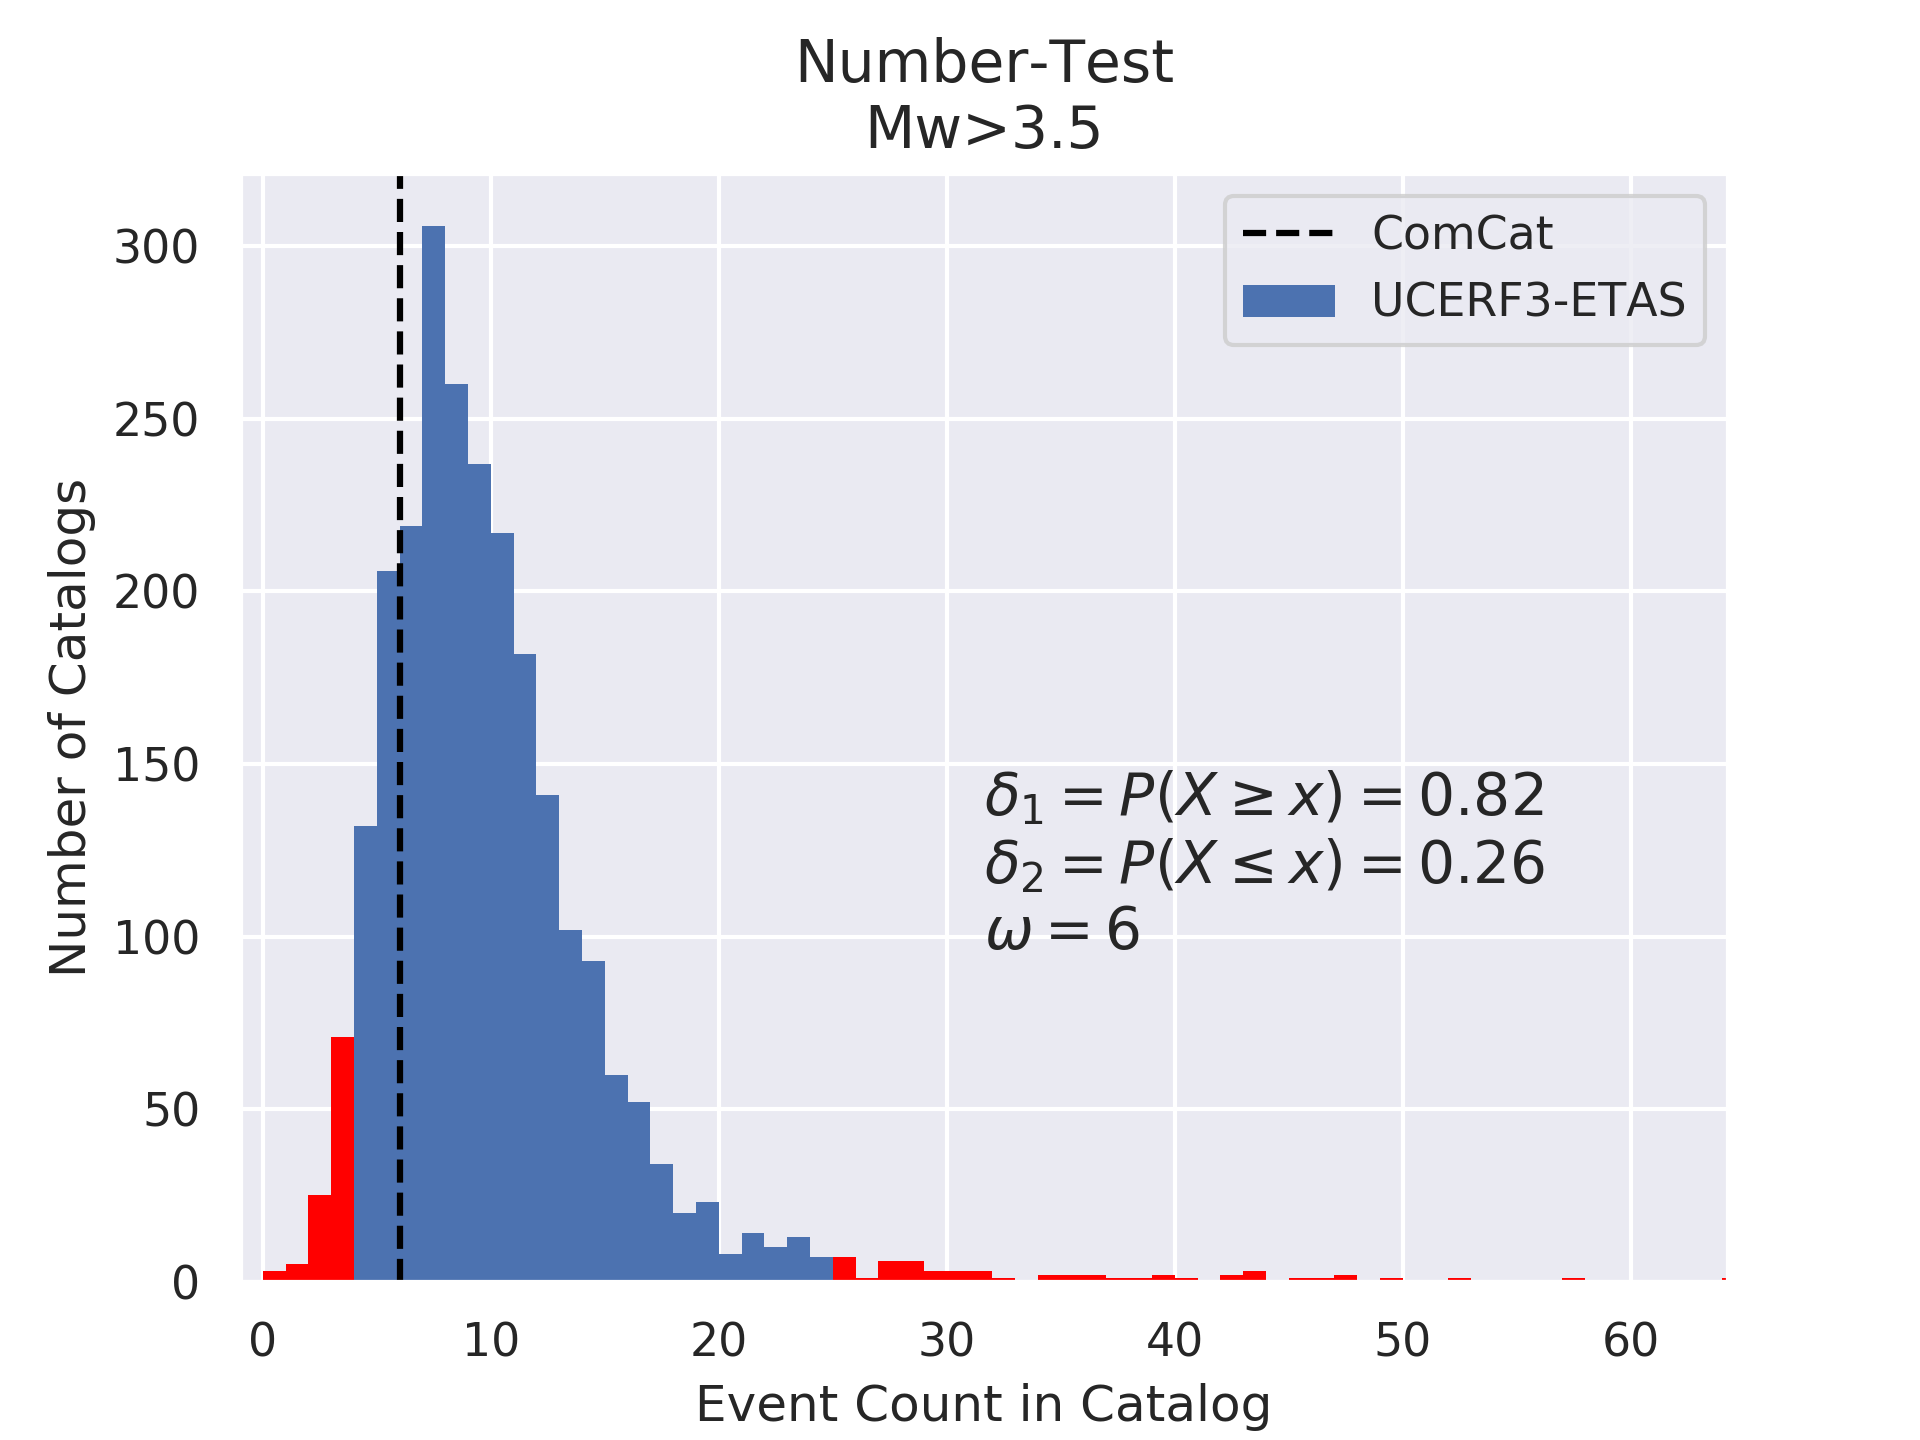 Number-Test
Mw>3.5
ComCat
UCERF3-ETAS
300
250
200
150
100
50
0
Number of Catalogs
δ₁ = P(X ≥ x) = 0.82
δ₂ = P(X ≤ x) = 0.26
ω = 6
0 10 20 30 40 50 60
Event Count in Catalog